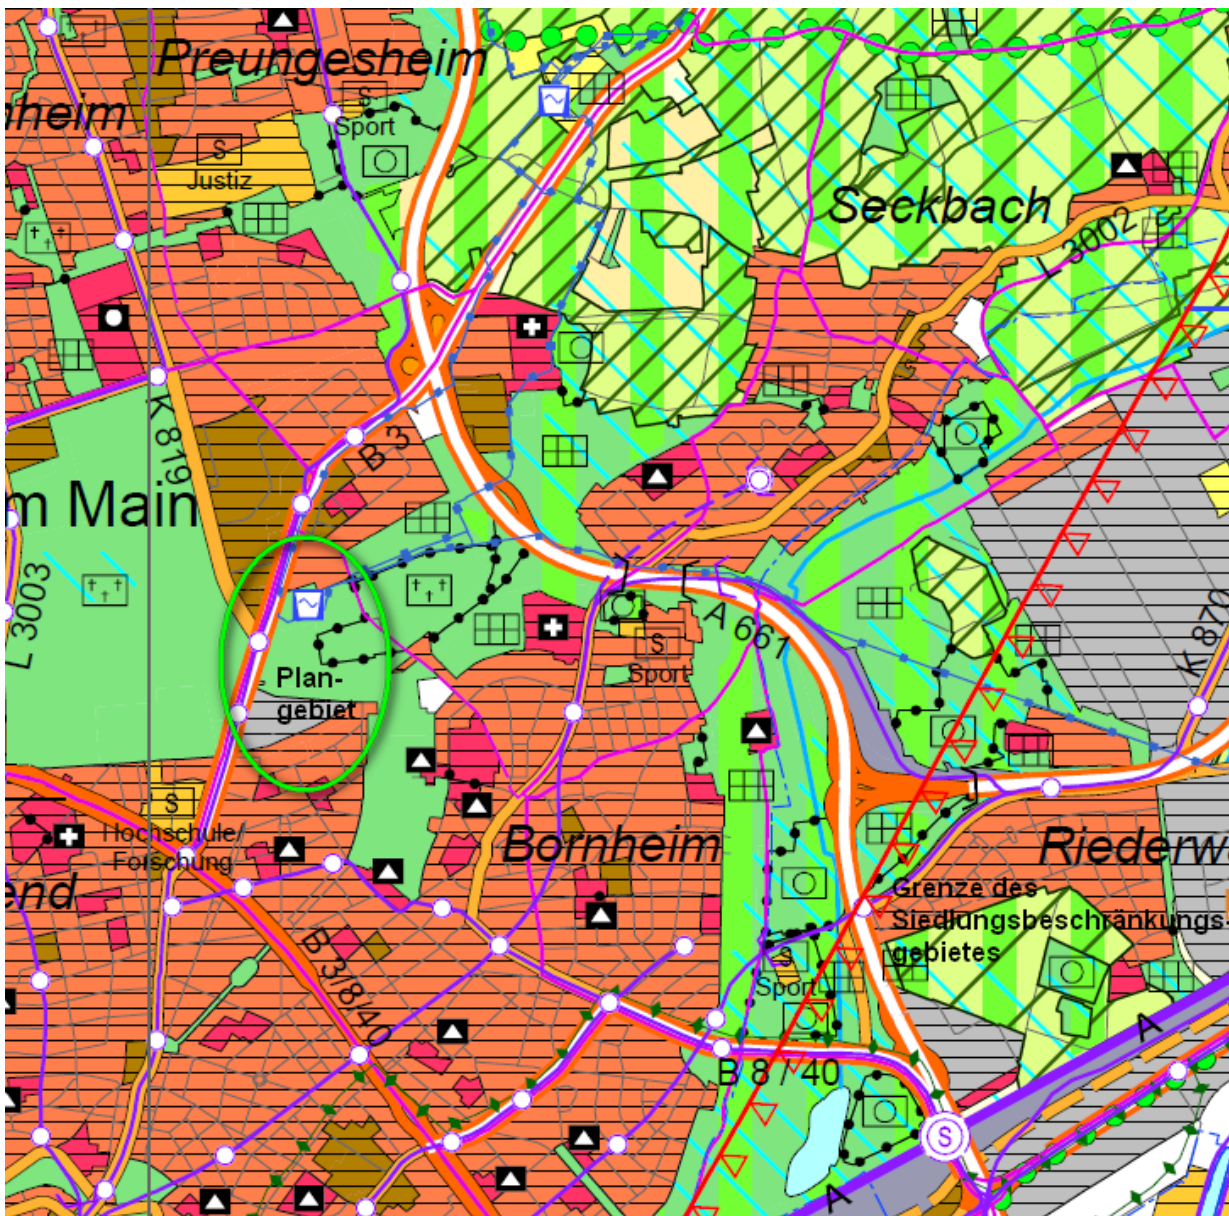 Preungesheim
nheim
S
Sport
S
Justiz
Seckbach
L 3002
K 819
B 3
m Main
L 3003
A 661
K 870
S
Sport
Plan-
gebiet
S
Hochschule/
Forschung
Bornheim
Riederw
end
Grenze des
Siedlungsbeschränkungs-
gebietes
B 3/8/40
S
Sport
B 8 / 40
A
S
A